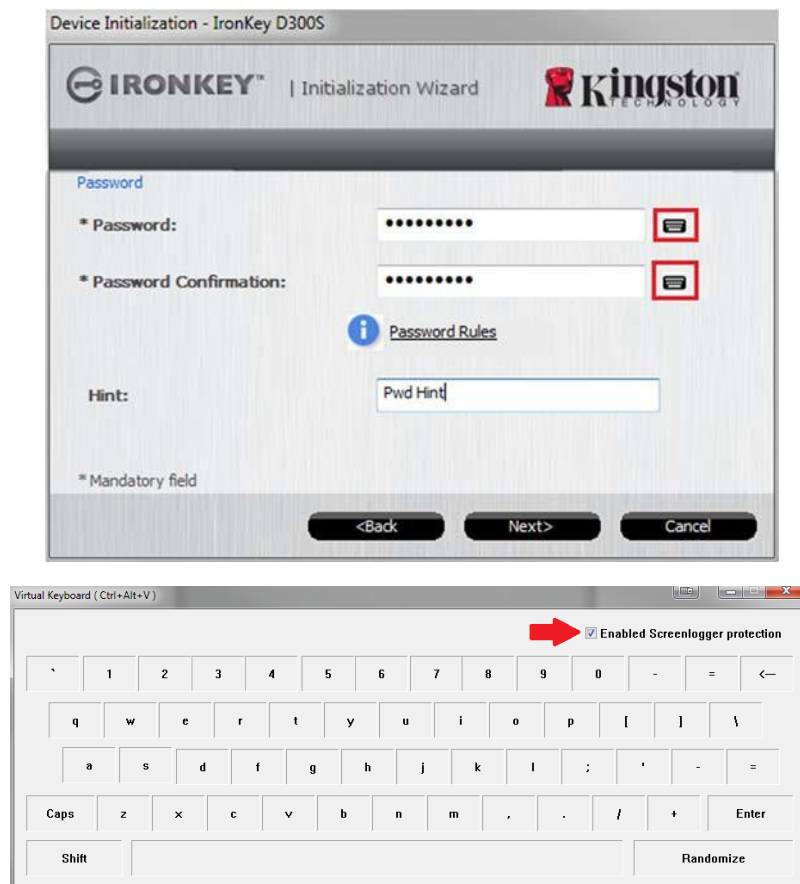 Device Initialization - IronKey D300S
IRONKEY™ | Initialization Wizard Kingston
TECHNOLOGY
Password
* Password: •••••••••
* Password Confirmation: •••••••••
i Password Rules
Hint: Pwd Hint
* Mandatory field
<Back Next> Cancel
Virtual Keyboard ( Ctrl+Alt+V )
Enabled Screenlogger protection
` 1 2 3 4 5 6 7 8 9 0 - = <—
q w e r t y u i o p [ ] \
a s d f g h j k l ; ' - =
Caps z x c v b n m , . / + Enter
Shift Randomize